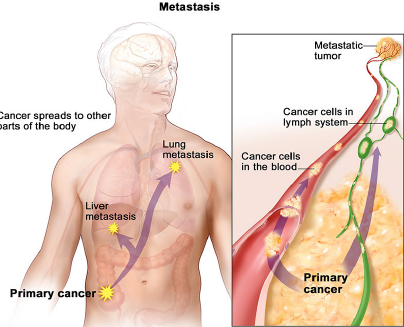 Metastasis
Cancer spreads to other
parts of the body
Lung
metastasis
Liver
metastasis
Primary cancer
Metastatic
tumor
Cancer cells in
lymph system
Cancer cells
in the blood
Primary
cancer